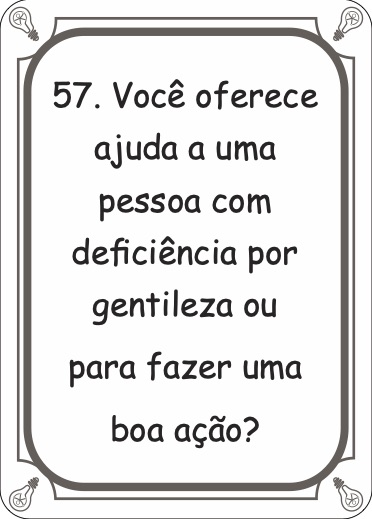 57. Você oferece
ajuda a uma
pessoa com
deficiência por
gentileza ou
para fazer uma
boa ação?